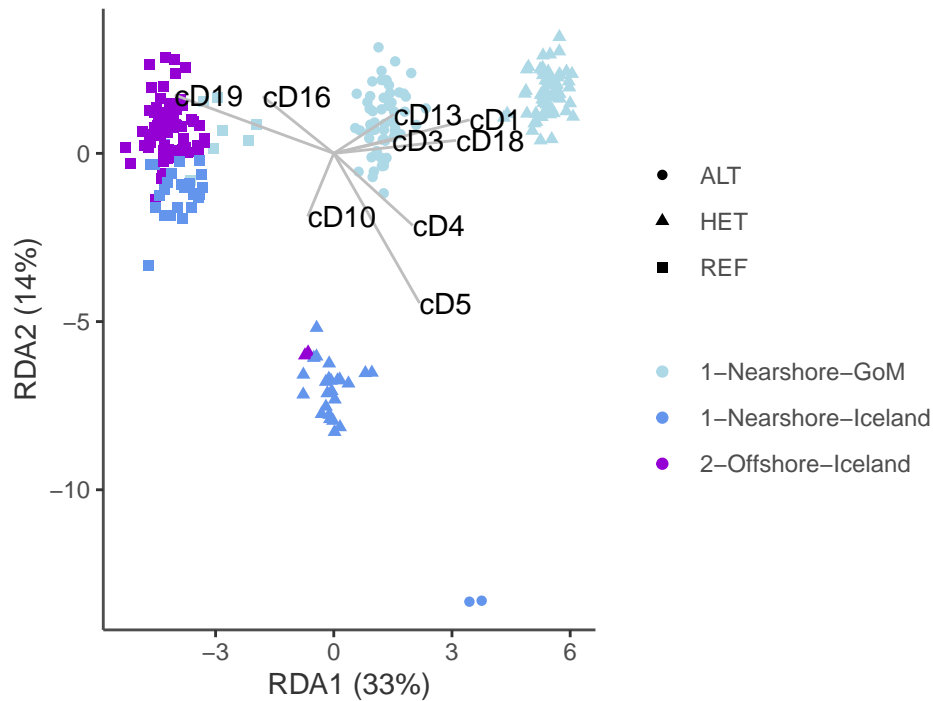 cD19 cD16
cD13
cD1
cD3 cD18
cD10 cD4
cD5
0
−5
−10
RDA2 (14%)
−3 0 3 6
RDA1 (33%)
ALT
HET
REF
1−Nearshore−GoM
1−Nearshore−Iceland
2−Offshore−Iceland